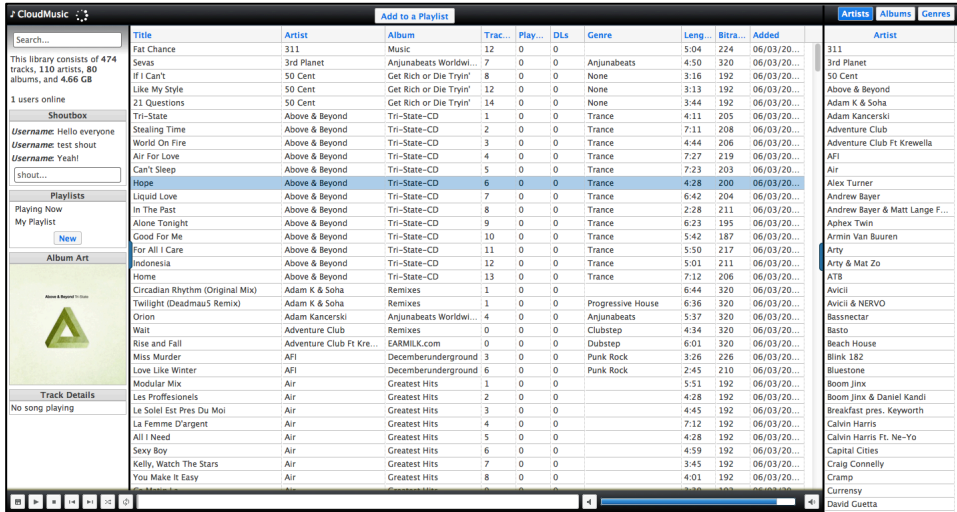 ♪ CloudMusic
Add to a Playlist
Artists Albums Genres
Search...
This library consists of 474
tracks, 110 artists, 80
albums, and 4.66 GB
1 users online
Shoutbox
Username: Hello everyone
Username: test shout
Username: Yeah!
shout...
Playlists
Playing Now
My Playlist
New
Album Art
Above & Beyond Tri-State
Track Details
No song playing
Title Artist Album Trac... Play... DLs Genre Leng... Bitra... Added
Fat Chance 311 Music 12 0 0 5:04 224 06/03/20...
Sevas 3rd Planet Anjunabeats Worldwi... 7 0 0 Anjunabeats 4:50 320 06/03/20...
If I Can't 50 Cent Get Rich or Die Tryin' 8 0 0 None 3:16 192 06/03/20...
Like My Style 50 Cent Get Rich or Die Tryin' 12 0 0 None 3:13 192 06/03/20...
21 Questions 50 Cent Get Rich or Die Tryin' 14 0 0 None 3:44 192 06/03/20...
Tri-State Above & Beyond Tri-State-CD 1 0 0 Trance 4:11 205 06/03/20...
Stealing Time Above & Beyond Tri-State-CD 2 0 0 Trance 7:11 208 06/03/20...
World On Fire Above & Beyond Tri-State-CD 3 0 0 Trance 4:44 206 06/03/20...
Air For Love Above & Beyond Tri-State-CD 4 0 0 Trance 7:27 219 06/03/20...
Can't Sleep Above & Beyond Tri-State-CD 5 0 0 Trance 7:23 203 06/03/20...
Hope Above & Beyond Tri-State-CD 6 0 0 Trance 4:28 200 06/03/20...
Liquid Love Above & Beyond Tri-State-CD 7 0 0 Trance 6:42 204 06/03/20...
In The Past Above & Beyond Tri-State-CD 8 0 0 Trance 2:28 211 06/03/20...
Alone Tonight Above & Beyond Tri-State-CD 9 0 0 Trance 6:23 195 06/03/20...
Good For Me Above & Beyond Tri-State-CD 10 0 0 Trance 5:42 187 06/03/20...
For All I Care Above & Beyond Tri-State-CD 11 0 0 Trance 5:50 217 06/03/20...
Indonesia Above & Beyond Tri-State-CD 12 0 0 Trance 5:01 211 06/03/20...
Home Above & Beyond Tri-State-CD 13 0 0 Trance 7:12 206 06/03/20...
Circadian Rhythm (Original Mix) Adam K & Soha Remixes 1 0 0 6:44 320 06/03/20...
Twilight (Deadmau5 Remix) Adam K & Soha Remixes 1 0 0 Progressive House 6:36 320 06/03/20...
Orion Adam Kancerski Anjunabeats Worldwi... 4 0 0 Anjunabeats 5:37 320 06/03/20...
Wait Adventure Club Remixes 0 0 0 Clubstep 4:34 320 06/03/20...
Rise and Fall Adventure Club Ft Kre... EARMILK.com 0 0 0 Dubstep 6:01 320 06/03/20...
Miss Murder AFI Decemberunderground 3 0 0 Punk Rock 3:26 226 06/03/20...
Love Like Winter AFI Decemberunderground 6 0 0 Punk Rock 2:45 210 06/03/20...
Modular Mix Air Greatest Hits 1 0 0 5:51 192 06/03/20...
Les Proffesionels Air Greatest Hits 2 0 0 4:28 192 06/03/20...
Le Solel Est Pres Du Moi Air Greatest Hits 3 0 0 4:45 192 06/03/20...
La Femme D'argent Air Greatest Hits 4 0 0 7:12 192 06/03/20...
All I Need Air Greatest Hits 5 0 0 4:28 192 06/03/20...
Sexy Boy Air Greatest Hits 6 0 0 4:59 192 06/03/20...
Kelly, Watch The Stars Air Greatest Hits 7 0 0 3:45 192 06/03/20...
You Make It Easy Air Greatest Hits 8 0 0 4:01 192 06/03/20...
Artist
311
3rd Planet
50 Cent
Above & Beyond
Adam K & Soha
Adam Kancerski
Adventure Club
Adventure Club Ft Krewella
AFI
Air
Alex Turner
Andrew Bayer
Andrew Bayer & Matt Lange F...
Aphex Twin
Armin Van Buuren
Arty
Arty & Mat Zo
ATB
Avicii
Avicii & NERVO
Bassnectar
Basto
Beach House
Blink 182
Bluestone
Boom Jinx
Boom Jinx & Daniel Kandi
Breakfast pres. Keyworth
Calvin Harris
Calvin Harris Ft. Ne-Yo
Capital Cities
Craig Connelly
Cramp
Currensy
David Guetta